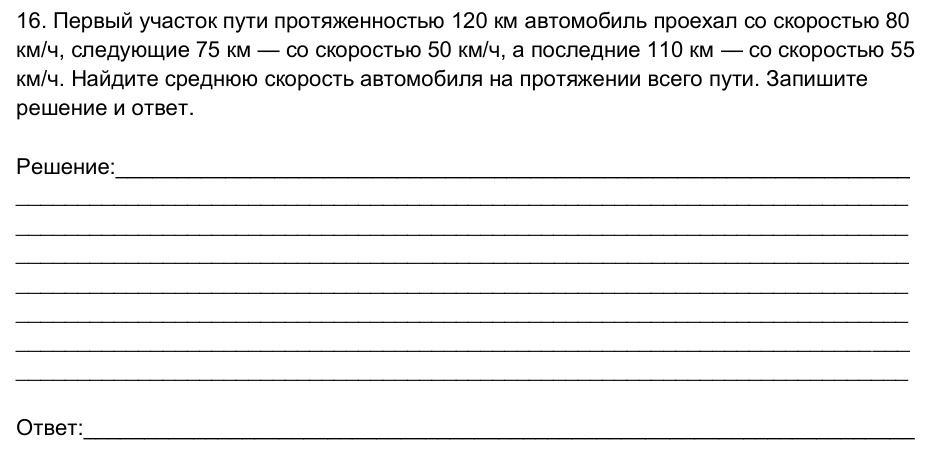 16. Первый участок пути протяженностью 120 км автомобиль проехал со скоростью 80
км/ч, следующие 75 км — со скоростью 50 км/ч, а последние 110 км — со скоростью 55
км/ч. Найдите среднюю скорость автомобиля на протяжении всего пути. Запишите
решение и ответ.
Решение:
Ответ: